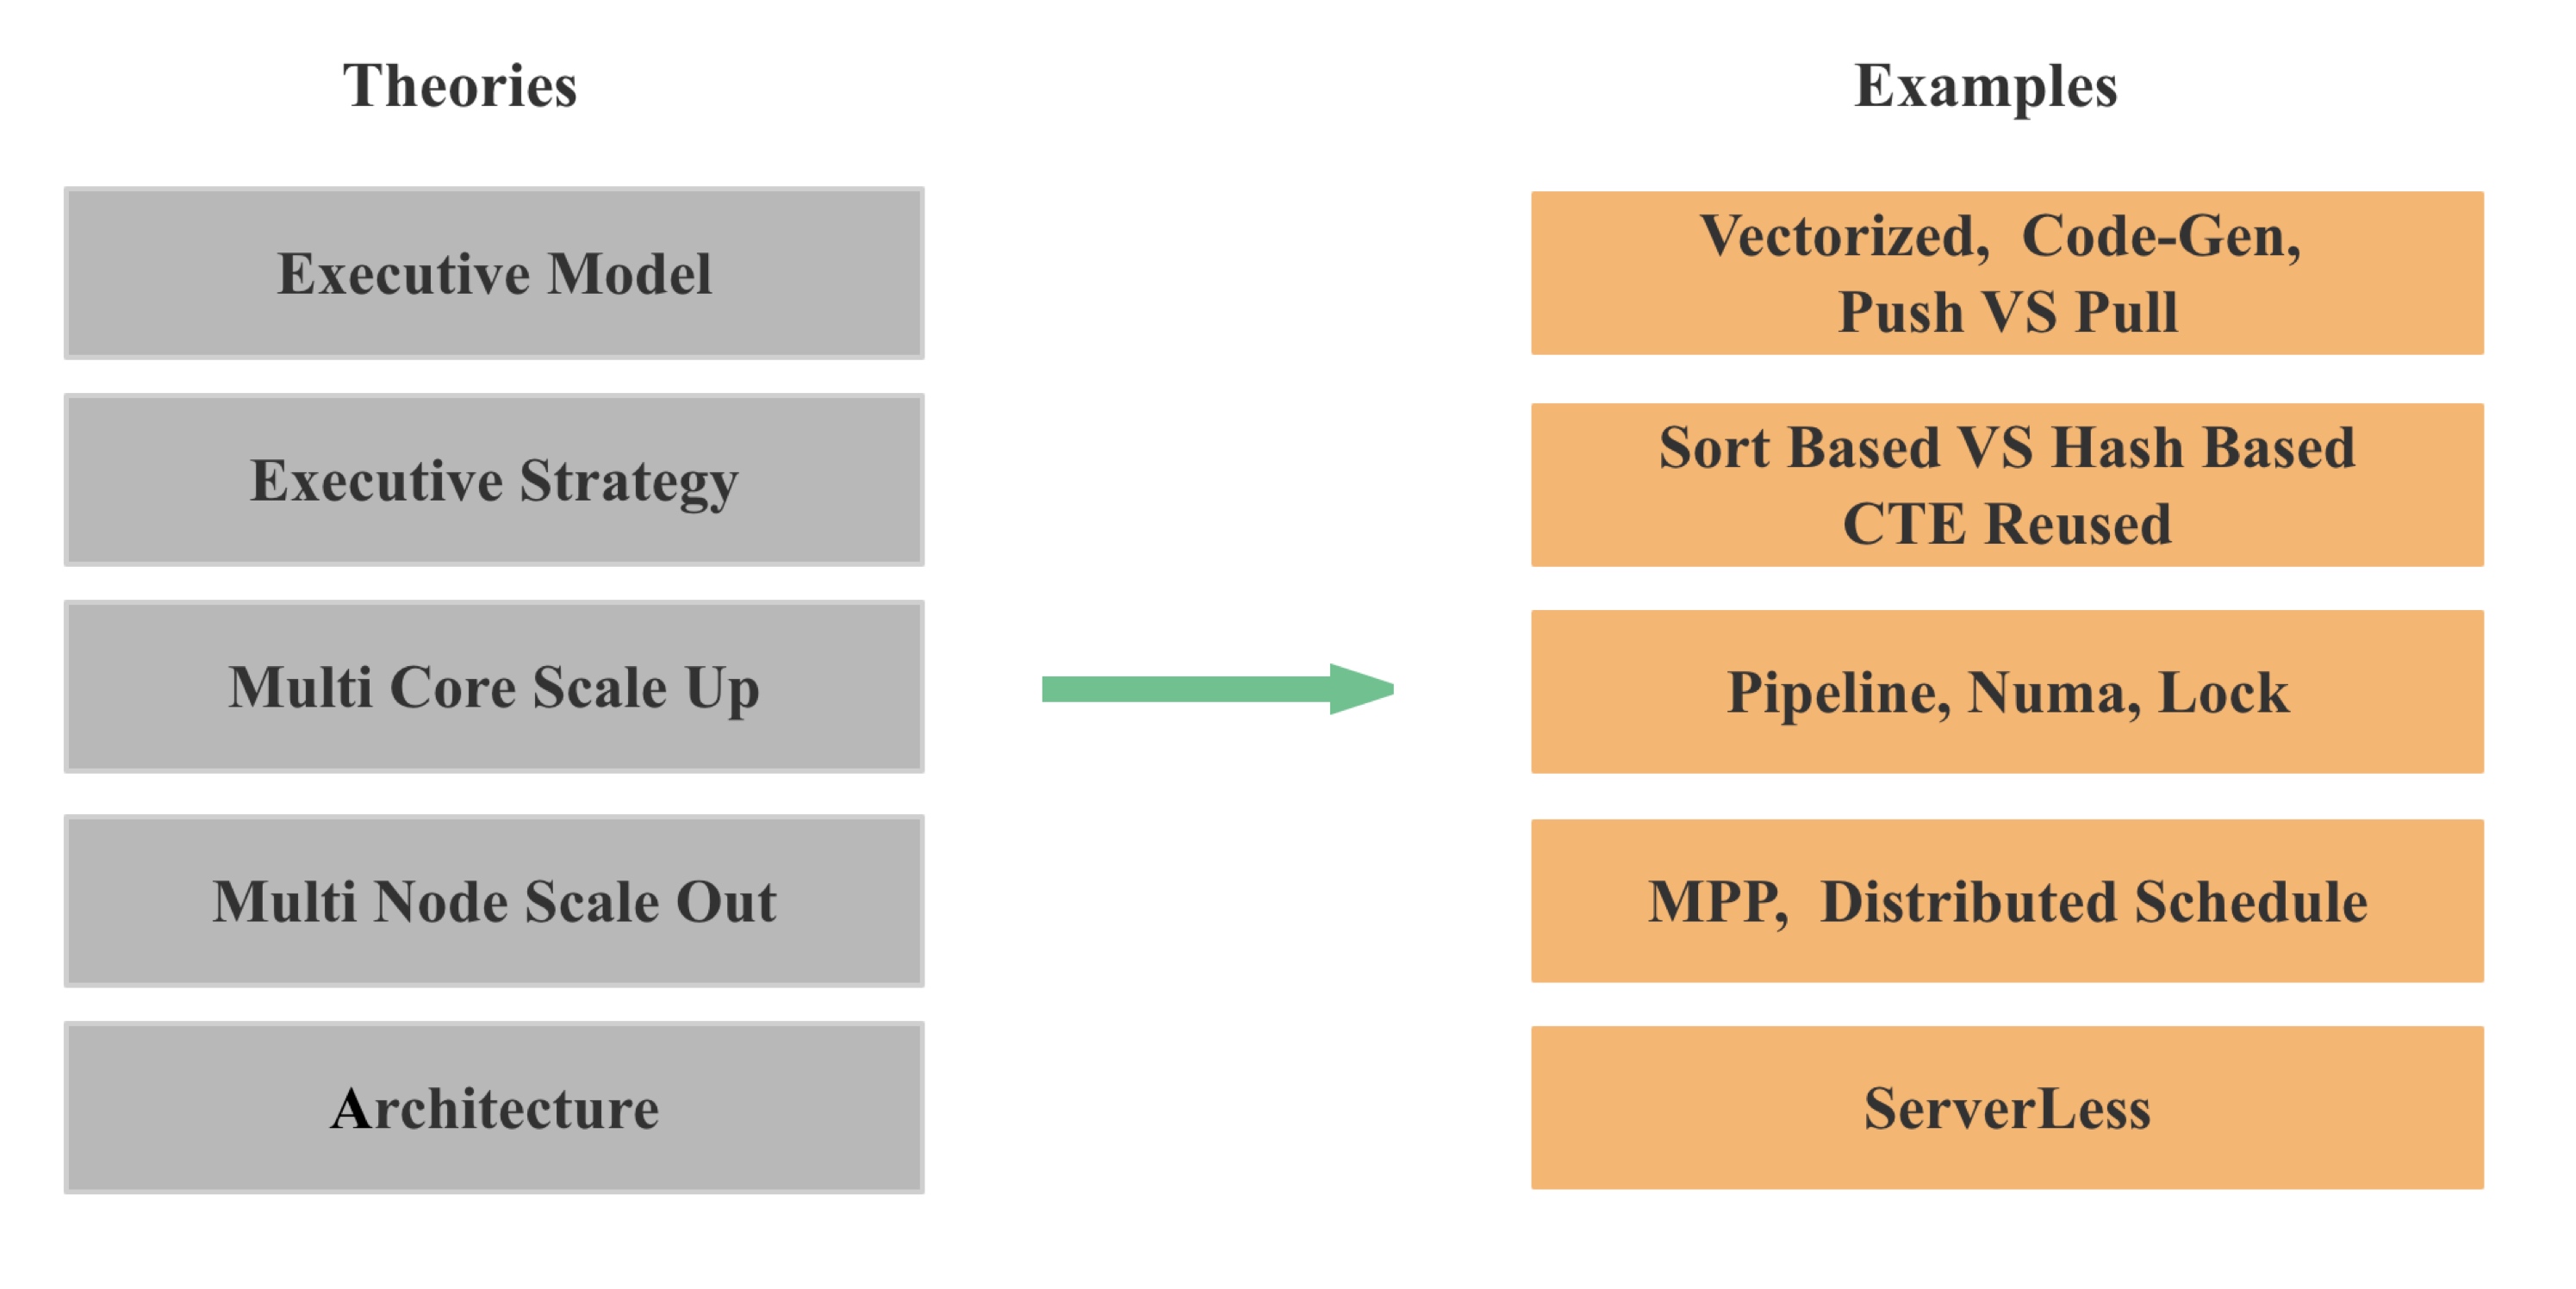 Theories
Examples
Executive Model
Vectorized,  Code-Gen,
Push VS Pull
Executive Strategy
Sort Based VS Hash Based
CTE Reused
Multi Core Scale Up
Pipeline, Numa, Lock
Multi Node Scale Out
MPP,  Distributed Schedule
Architecture
ServerLess